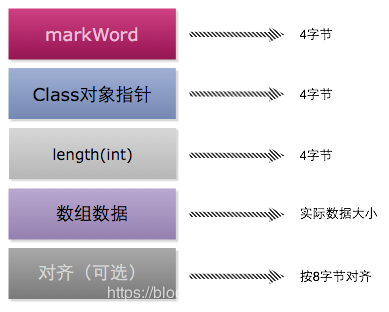 markWord
4字节
Class对象指针
4字节
length(int)
4字节
数组数据
实际数据大小
对齐（可选）
按8字节对齐
https://bloc